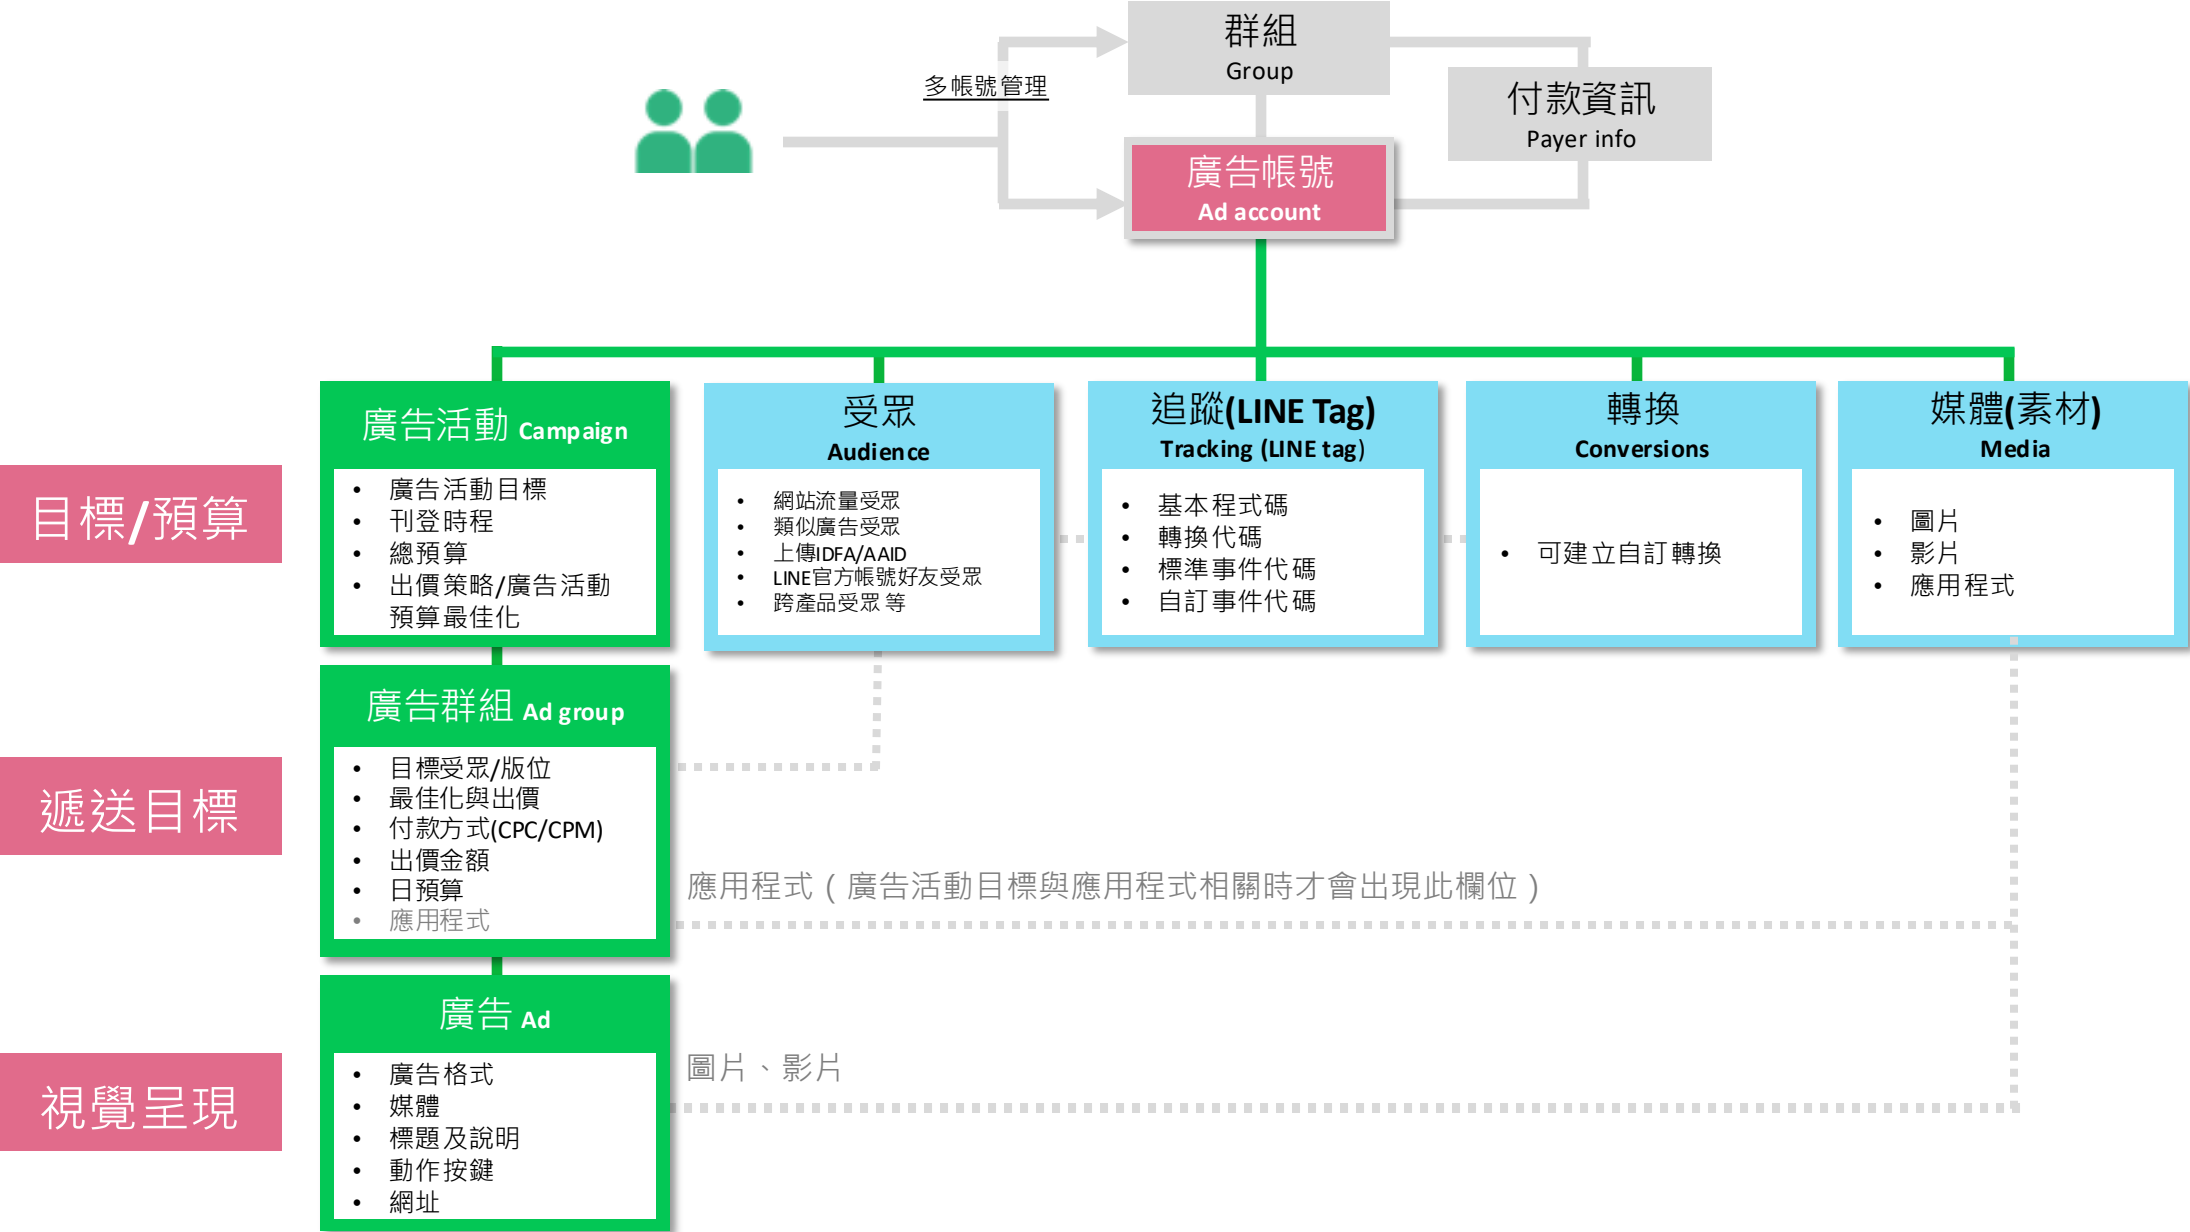 群組
Group
多帳號管理
付款資訊
Payer info
廣告帳號
Ad account
廣告活動 Campaign
• 廣告活動目標
• 刊登時程
• 總預算
• 出價策略/廣告活動
預算最佳化
受眾
Audience
• 網站流量受眾
• 類似廣告受眾
• 上傳IDFA/AAID
• LINE官方帳號好友受眾
• 跨產品受眾 等
追蹤(LINE Tag)
Tracking (LINE tag)
• 基本程式碼
• 轉換代碼
• 標準事件代碼
• 自訂事件代碼
轉換
Conversions
• 可建立自訂轉換
媒體(素材)
Media
• 圖片
• 影片
• 應用程式
目標/預算
廣告群組 Ad group
• 目標受眾/版位
• 最佳化與出價
• 付款方式(CPC/CPM)
• 出價金額
• 日預算
• 應用程式
遞送目標
應用程式(廣告活動目標與應用程式相關時才會出現此欄位)
廣告 Ad
• 廣告格式
• 媒體
• 標題及說明
• 動作按鍵
• 網址
視覺呈現
圖片、影片